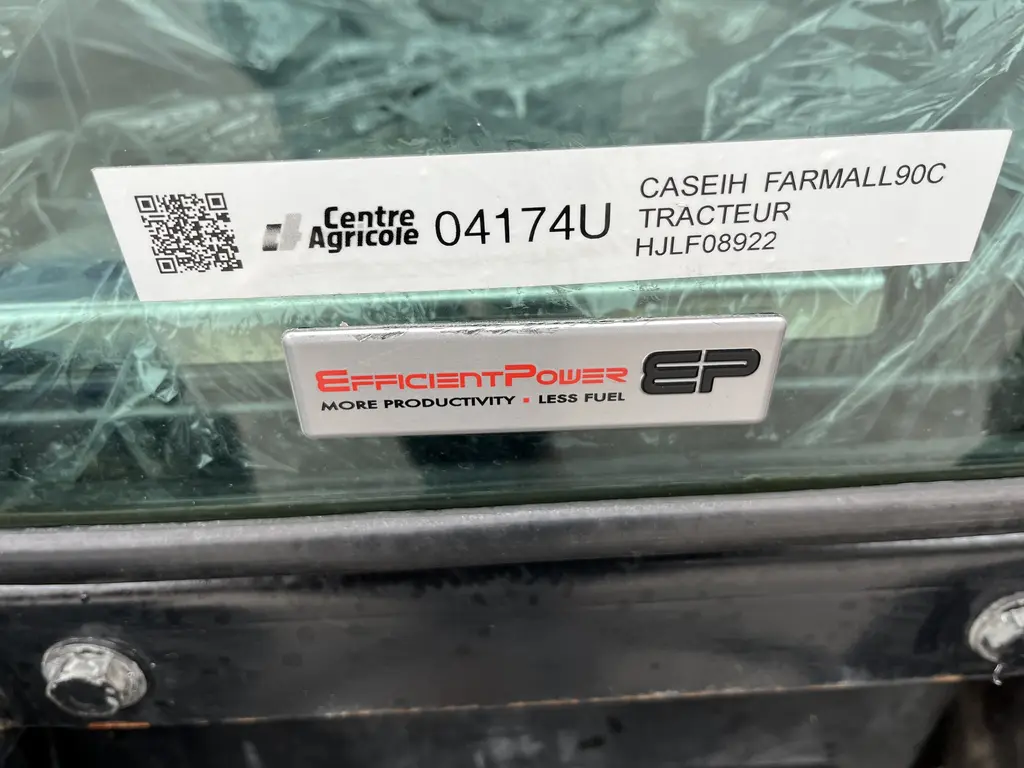 Centre
Agricole
04174U
CASEIH FARMALL90C
TRACTEUR
HJLF08922
EFFICIENTPOWER
MORE PRODUCTIVITY ▪ LESS FUEL
EP